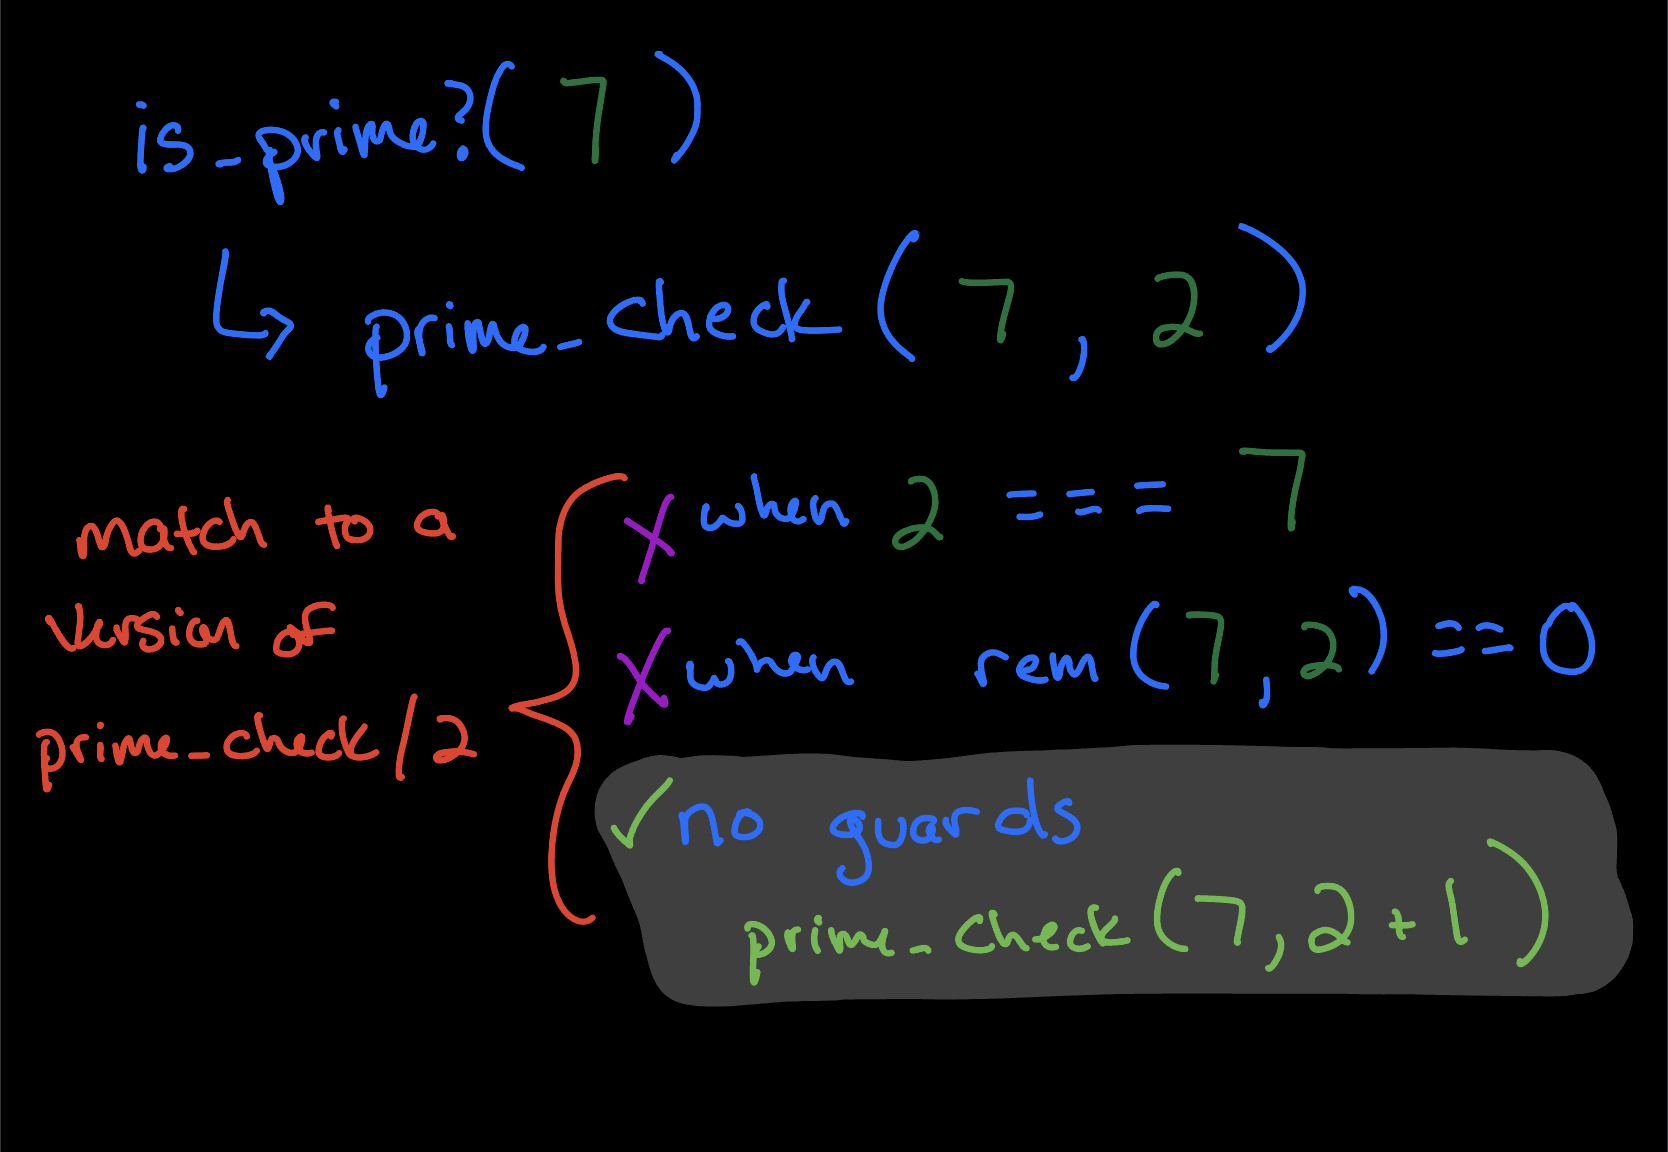 is_prime?(7)
↳ prime_check(7, 2)
match to a
version of
prime_check/2
X when 2 === 7
X when rem(7, 2) == 0
✓ no guards
prime_check(7, 2+1)